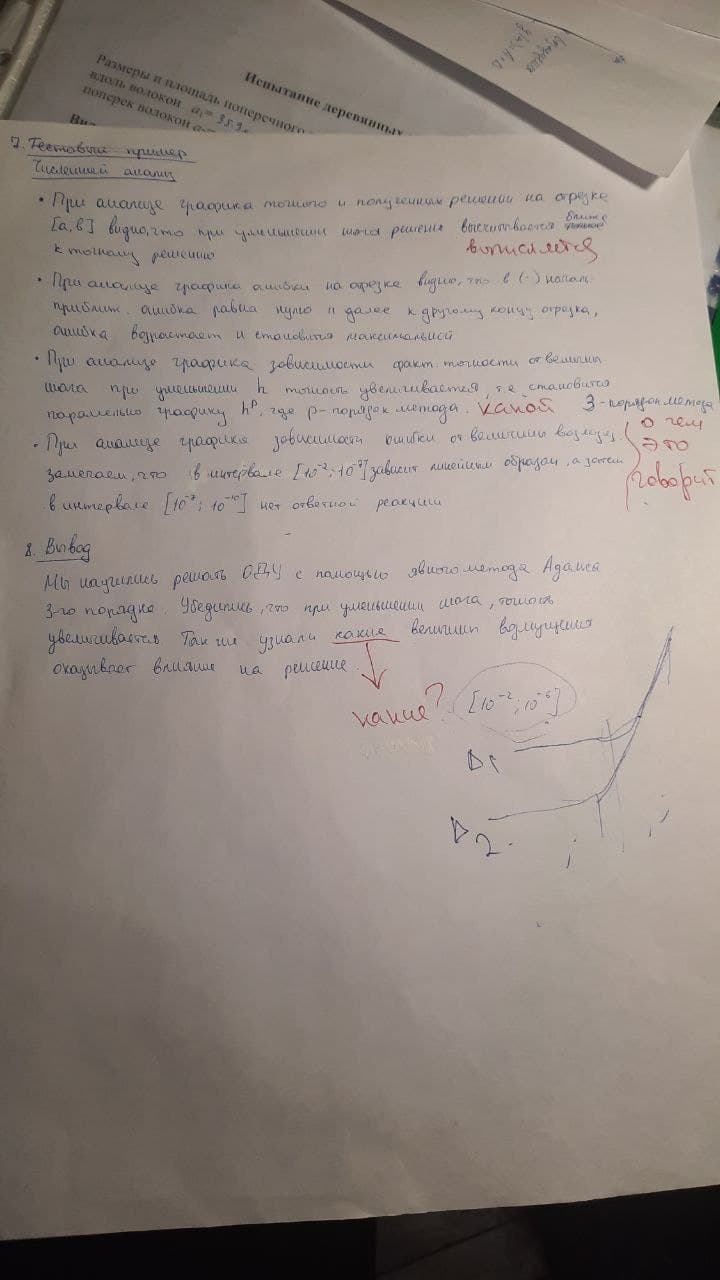 Испытание деревянных
Размеры и площадь поперечного
вдоль волокон a₁= 35.9
поперек волокон a
7. Тестовый пример
Численный анализ
• При анализе графика точного и полученных решений на отрезке
[a, b] видно, что при уменьшении шага решение высчитывается ближе
вычисляется
к точному решению
• При анализе графика ошибки на отрезке видно, что в (·) начал.
приближ. ошибка равна нулю и далее к другому концу отрезка,
ошибка возрастает и становится максимальной
• При анализе графика зависимости факт. точности от величины
шага при уменьшении h точность увеличивается, т.е. становится
параллельно графику hᵖ, где p - порядок метода. какой 3 - порядок метода
• При анализе графика зависимости ошибки от величины возмущ.
о чем
замечаем, что в интервале [10⁻²; 10⁻⁷] зависит линейным образом, а затем
это
в интервале [10⁻⁷; 10⁻¹⁰] нет ответной реакции
говорит
8. Вывод
Мы научились решать ОДУ с помощью явного метода Адамса
3-го порядка. Убедились, что при уменьшении шага, точность
увеличивается. Так же узнали какие величин возмущения
оказывает влияние на решение.
какие? [10⁻²; 10⁻⁶]
Δ1
Δ2.